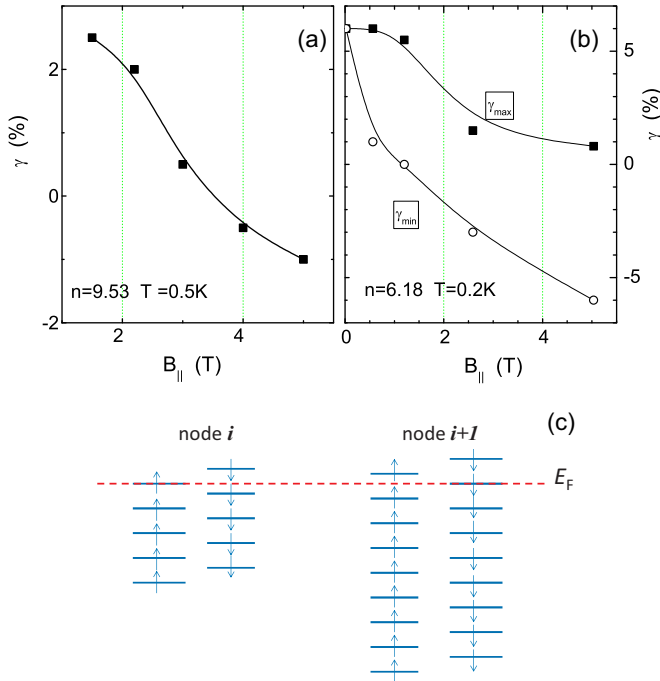 (a)
γ (%)
2
0
-2
n=9.53 T =0.5K
2
4
B|| (T)
(b)
γ (%)
6
0
-5
γmax
γmin
n=6.18 T=0.2K
0
2
4
B|| (T)
(c)
node i
node i+1
EF